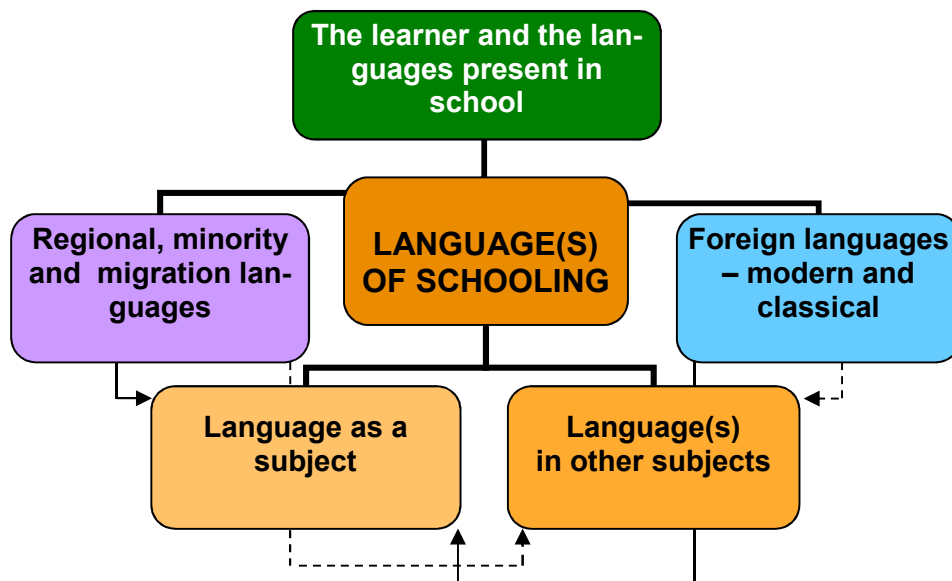 The learner and the lan-
guages present in
school
LANGUAGE(S)
OF SCHOOLING
Regional, minority
and migration lan-
guages
Foreign languages
– modern and
classical
Language as a
subject
Language(s)
in other subjects